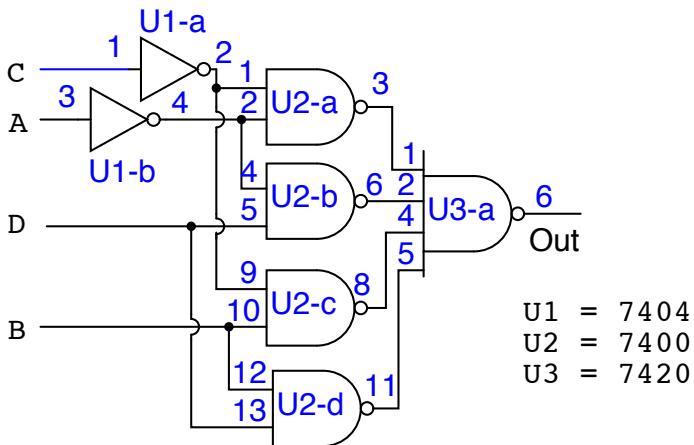 U1-a
C
1
2
3
4
A
U1-b
1
2
U2-a
3
4
5
U2-b
6
D
1
2
4
5
U3-a
6
Out
9
10
U2-c
8
B
12
13
U2-d
11
U1 = 7404
U2 = 7400
U3 = 7420